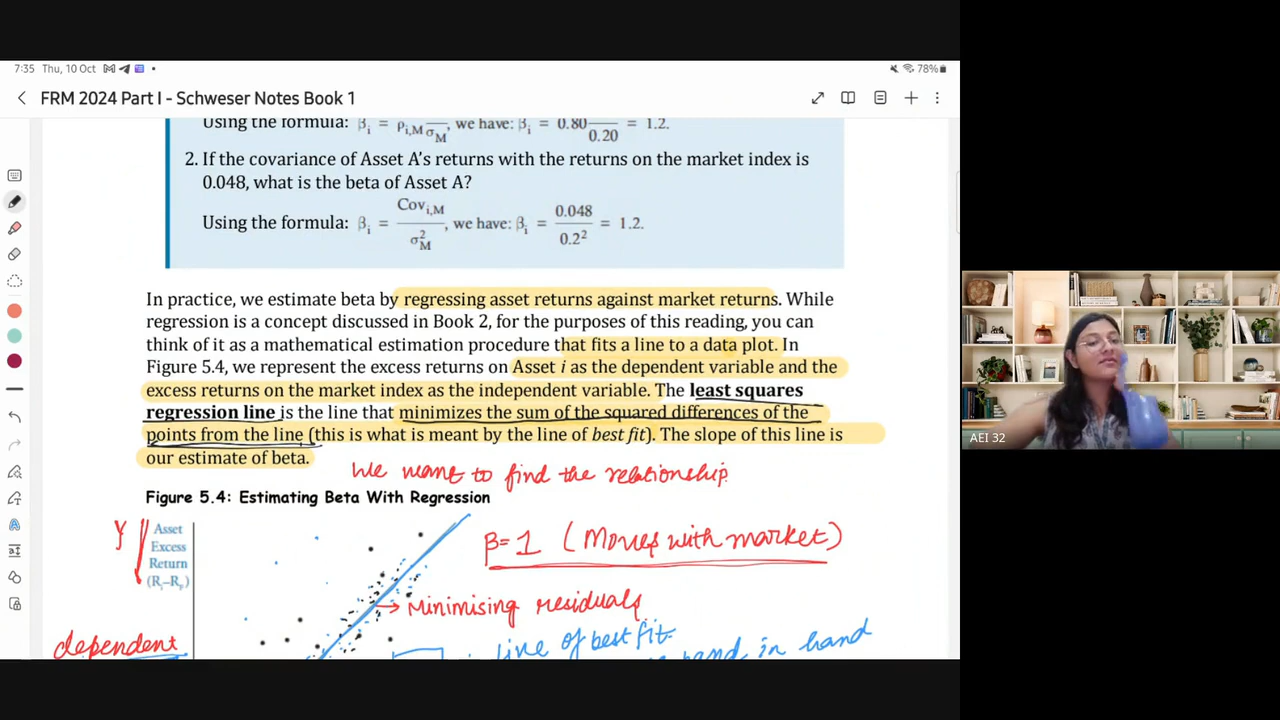 7:35 Thu, 10 Oct
78%
FRM 2024 Part I - Schweser Notes Book 1
Using the formula: βi = ρi,M σM, we have: βi = 0.80 0.20 = 1.2.
2. If the covariance of Asset A's returns with the returns on the market index is
0.048, what is the beta of Asset A?
Using the formula: βi = Covi,M / σ²M, we have: βi = 0.048 / 0.2² = 1.2.
In practice, we estimate beta by regressing asset returns against market returns. While
regression is a concept discussed in Book 2, for the purposes of this reading, you can
think of it as a mathematical estimation procedure that fits a line to a data plot. In
Figure 5.4, we represent the excess returns on Asset i as the dependent variable and the
excess returns on the market index as the independent variable. The least squares
regression line is the line that minimizes the sum of the squared differences of the
points from the line (this is what is meant by the line of best fit). The slope of this line is
our estimate of beta.
We want to find the relationship
Figure 5.4: Estimating Beta With Regression
Y
Asset
Excess
Return
(Ri–RF)
β=1 (Moves with market)
Minimising residuals
dependent
line of best fit
hand in hand
AEI 32